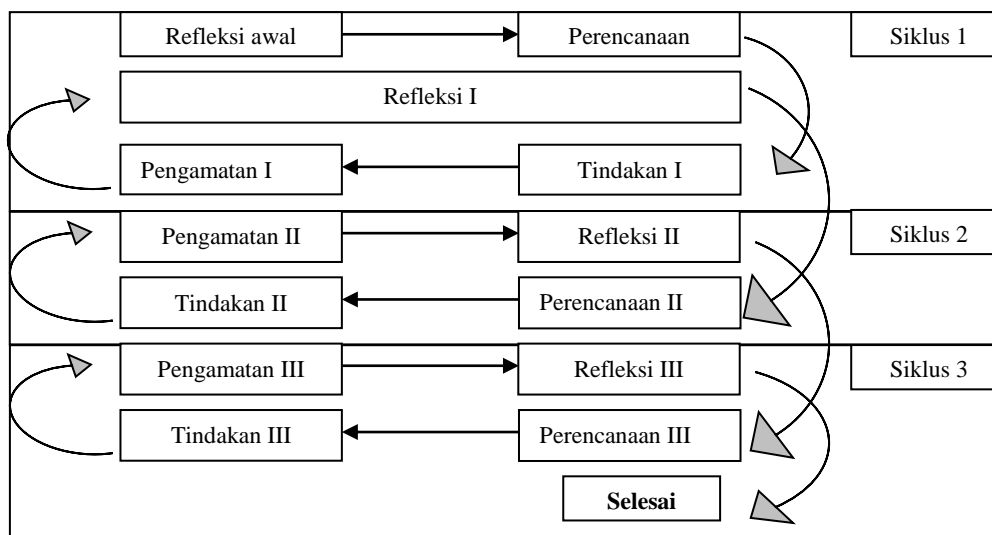 Refleksi awal
Perencanaan
Siklus 1
Refleksi I
Pengamatan I
Tindakan I
Pengamatan II
Refleksi II
Siklus 2
Tindakan II
Perencanaan II
Pengamatan III
Refleksi III
Siklus 3
Tindakan III
Perencanaan III
Selesai